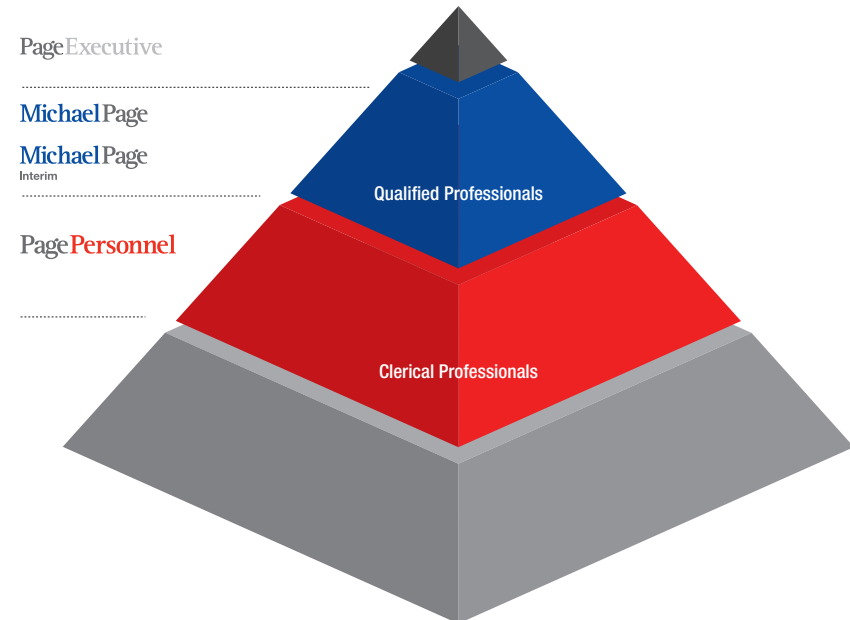 PageExecutive
MichaelPage
MichaelPage
Interim
Qualified Professionals
PagePersonnel
Clerical Professionals